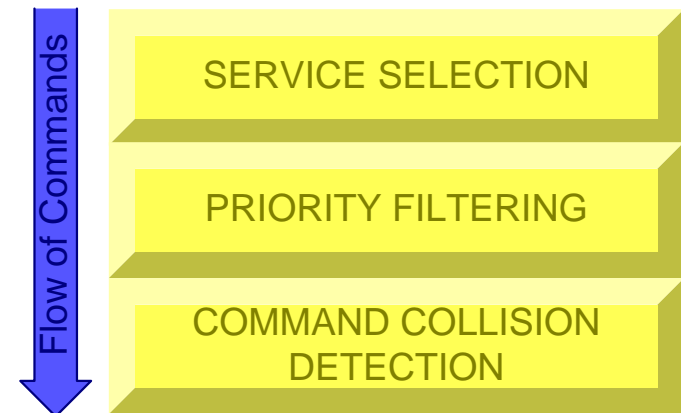 Flow of Commands
SERVICE SELECTION
PRIORITY FILTERING
COMMAND COLLISION
DETECTION